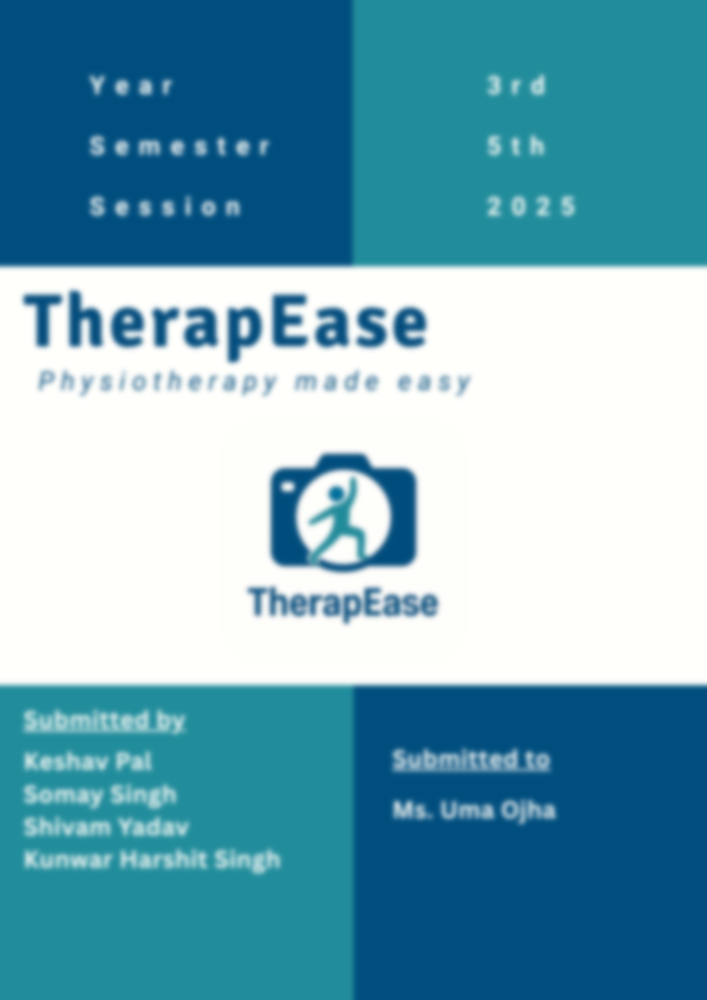 Year 3rd
Semester 5th
Session 2025
TherapEase
Physiotherapy made easy
TherapEase
Submitted by
Keshav Pal
Somay Singh
Shivam Yadav
Kunwar Harshit Singh
Submitted to
Ms. Uma Ojha